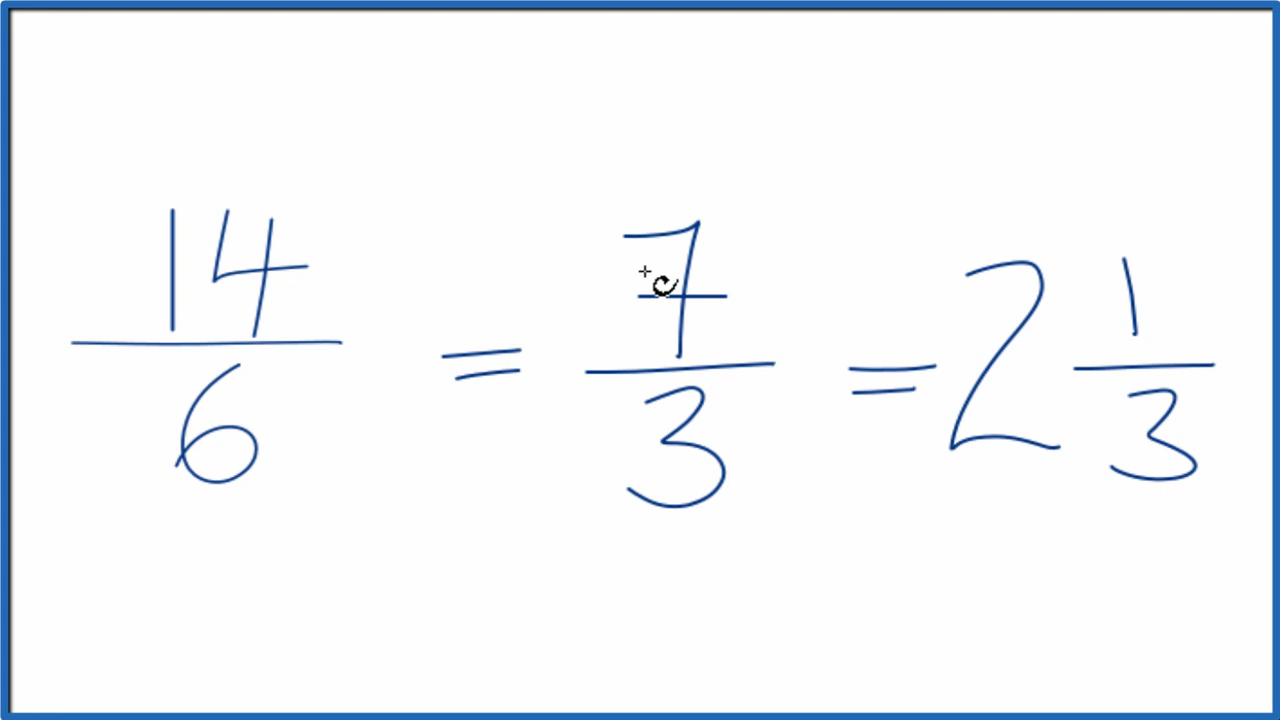 14/6 = 7/3 = 2 1/3